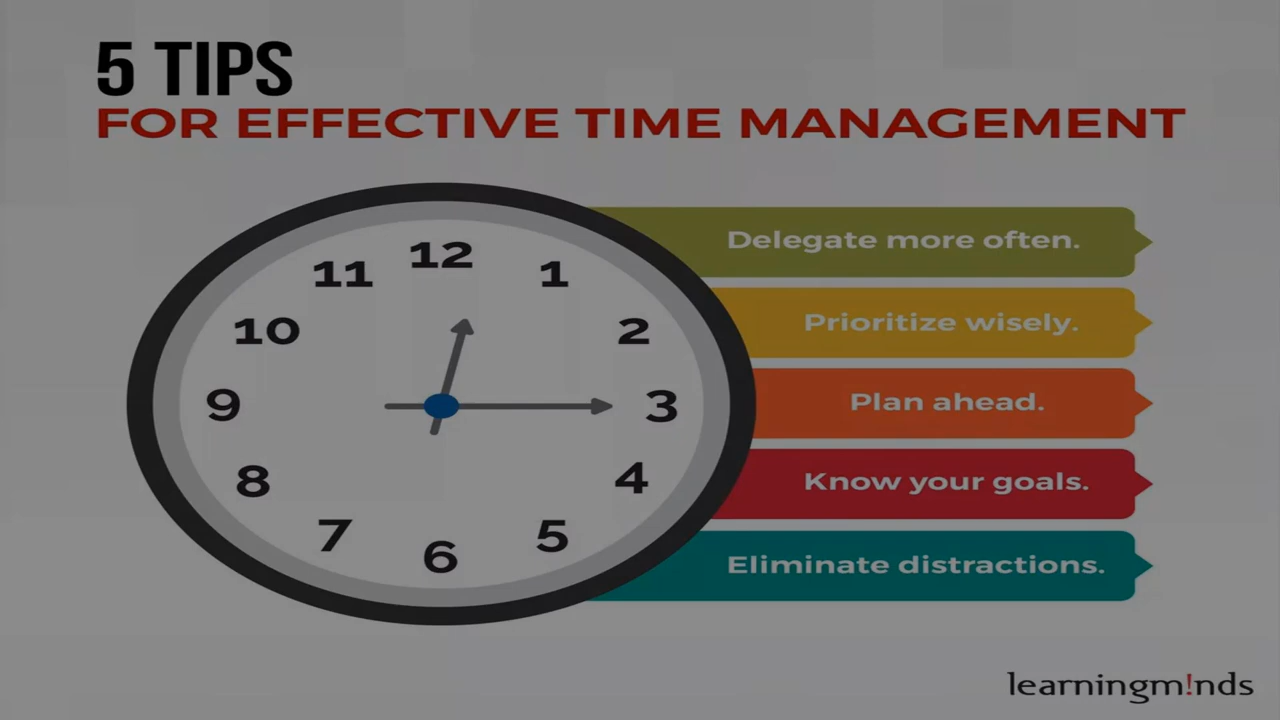 5 TIPS
FOR EFFECTIVE TIME MANAGEMENT
12
11
1
10
2
9
3
8
4
7
5
6
Delegate more often.
Prioritize wisely.
Plan ahead.
Know your goals.
Eliminate distractions.
learningm!nds